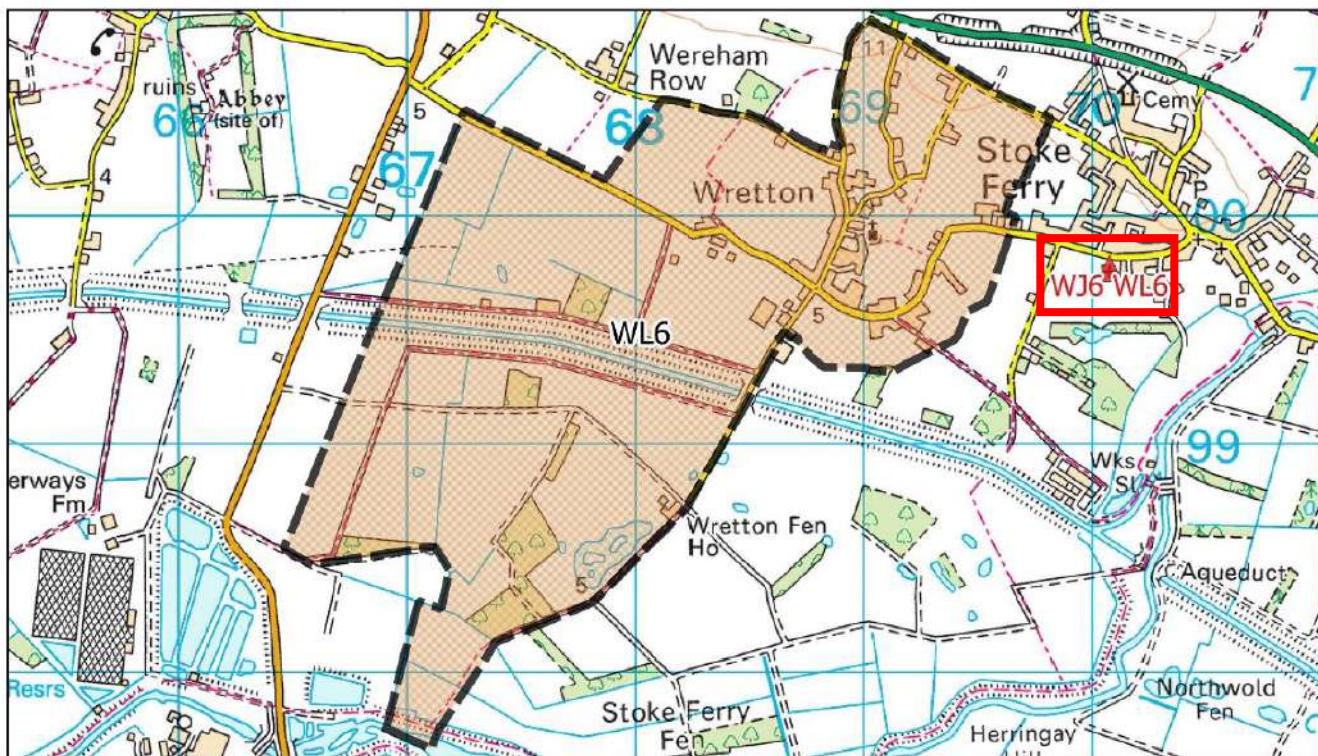 Wereham
Row
11
7
ruins
Abbey
(site of)
66
5
68
69
70
Cemy
67
Stoke
Ferry
4
Wretton
P
00
WJ6 WL6
5
WL6
99
erways
Fm
Wks
Sl
Wretton Fen
Ho
5
Aqueduct
Resrs
Stoke Ferry
Fen
Northwold
Fen
Herringay